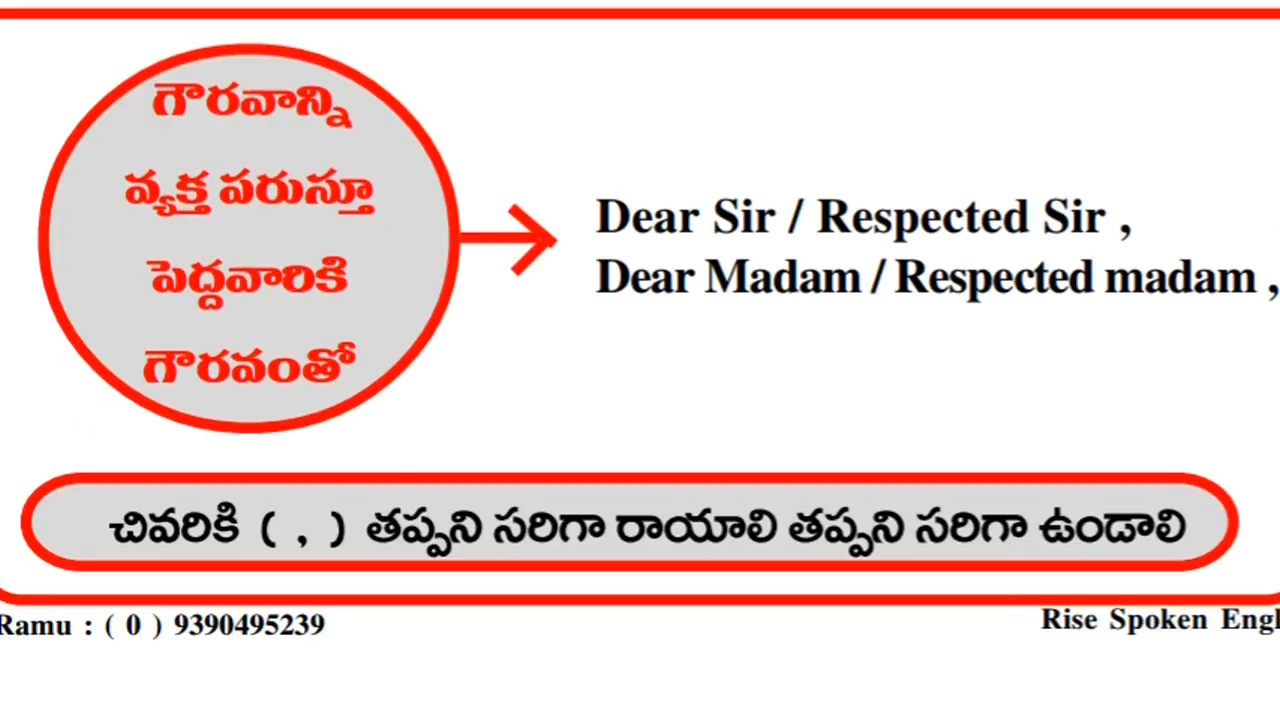 గౌరవాన్ని
వ్యక్త పరుస్తూ
పెద్దవారికి
గౌరవంతో
Dear Sir / Respected Sir ,
Dear Madam / Respected madam ,
చివరికి ( , ) తప్పని సరిగా రాయాలి తప్పని సరిగా ఉండాలి
Ramu : ( 0 ) 9390495239
Rise Spoken Engl